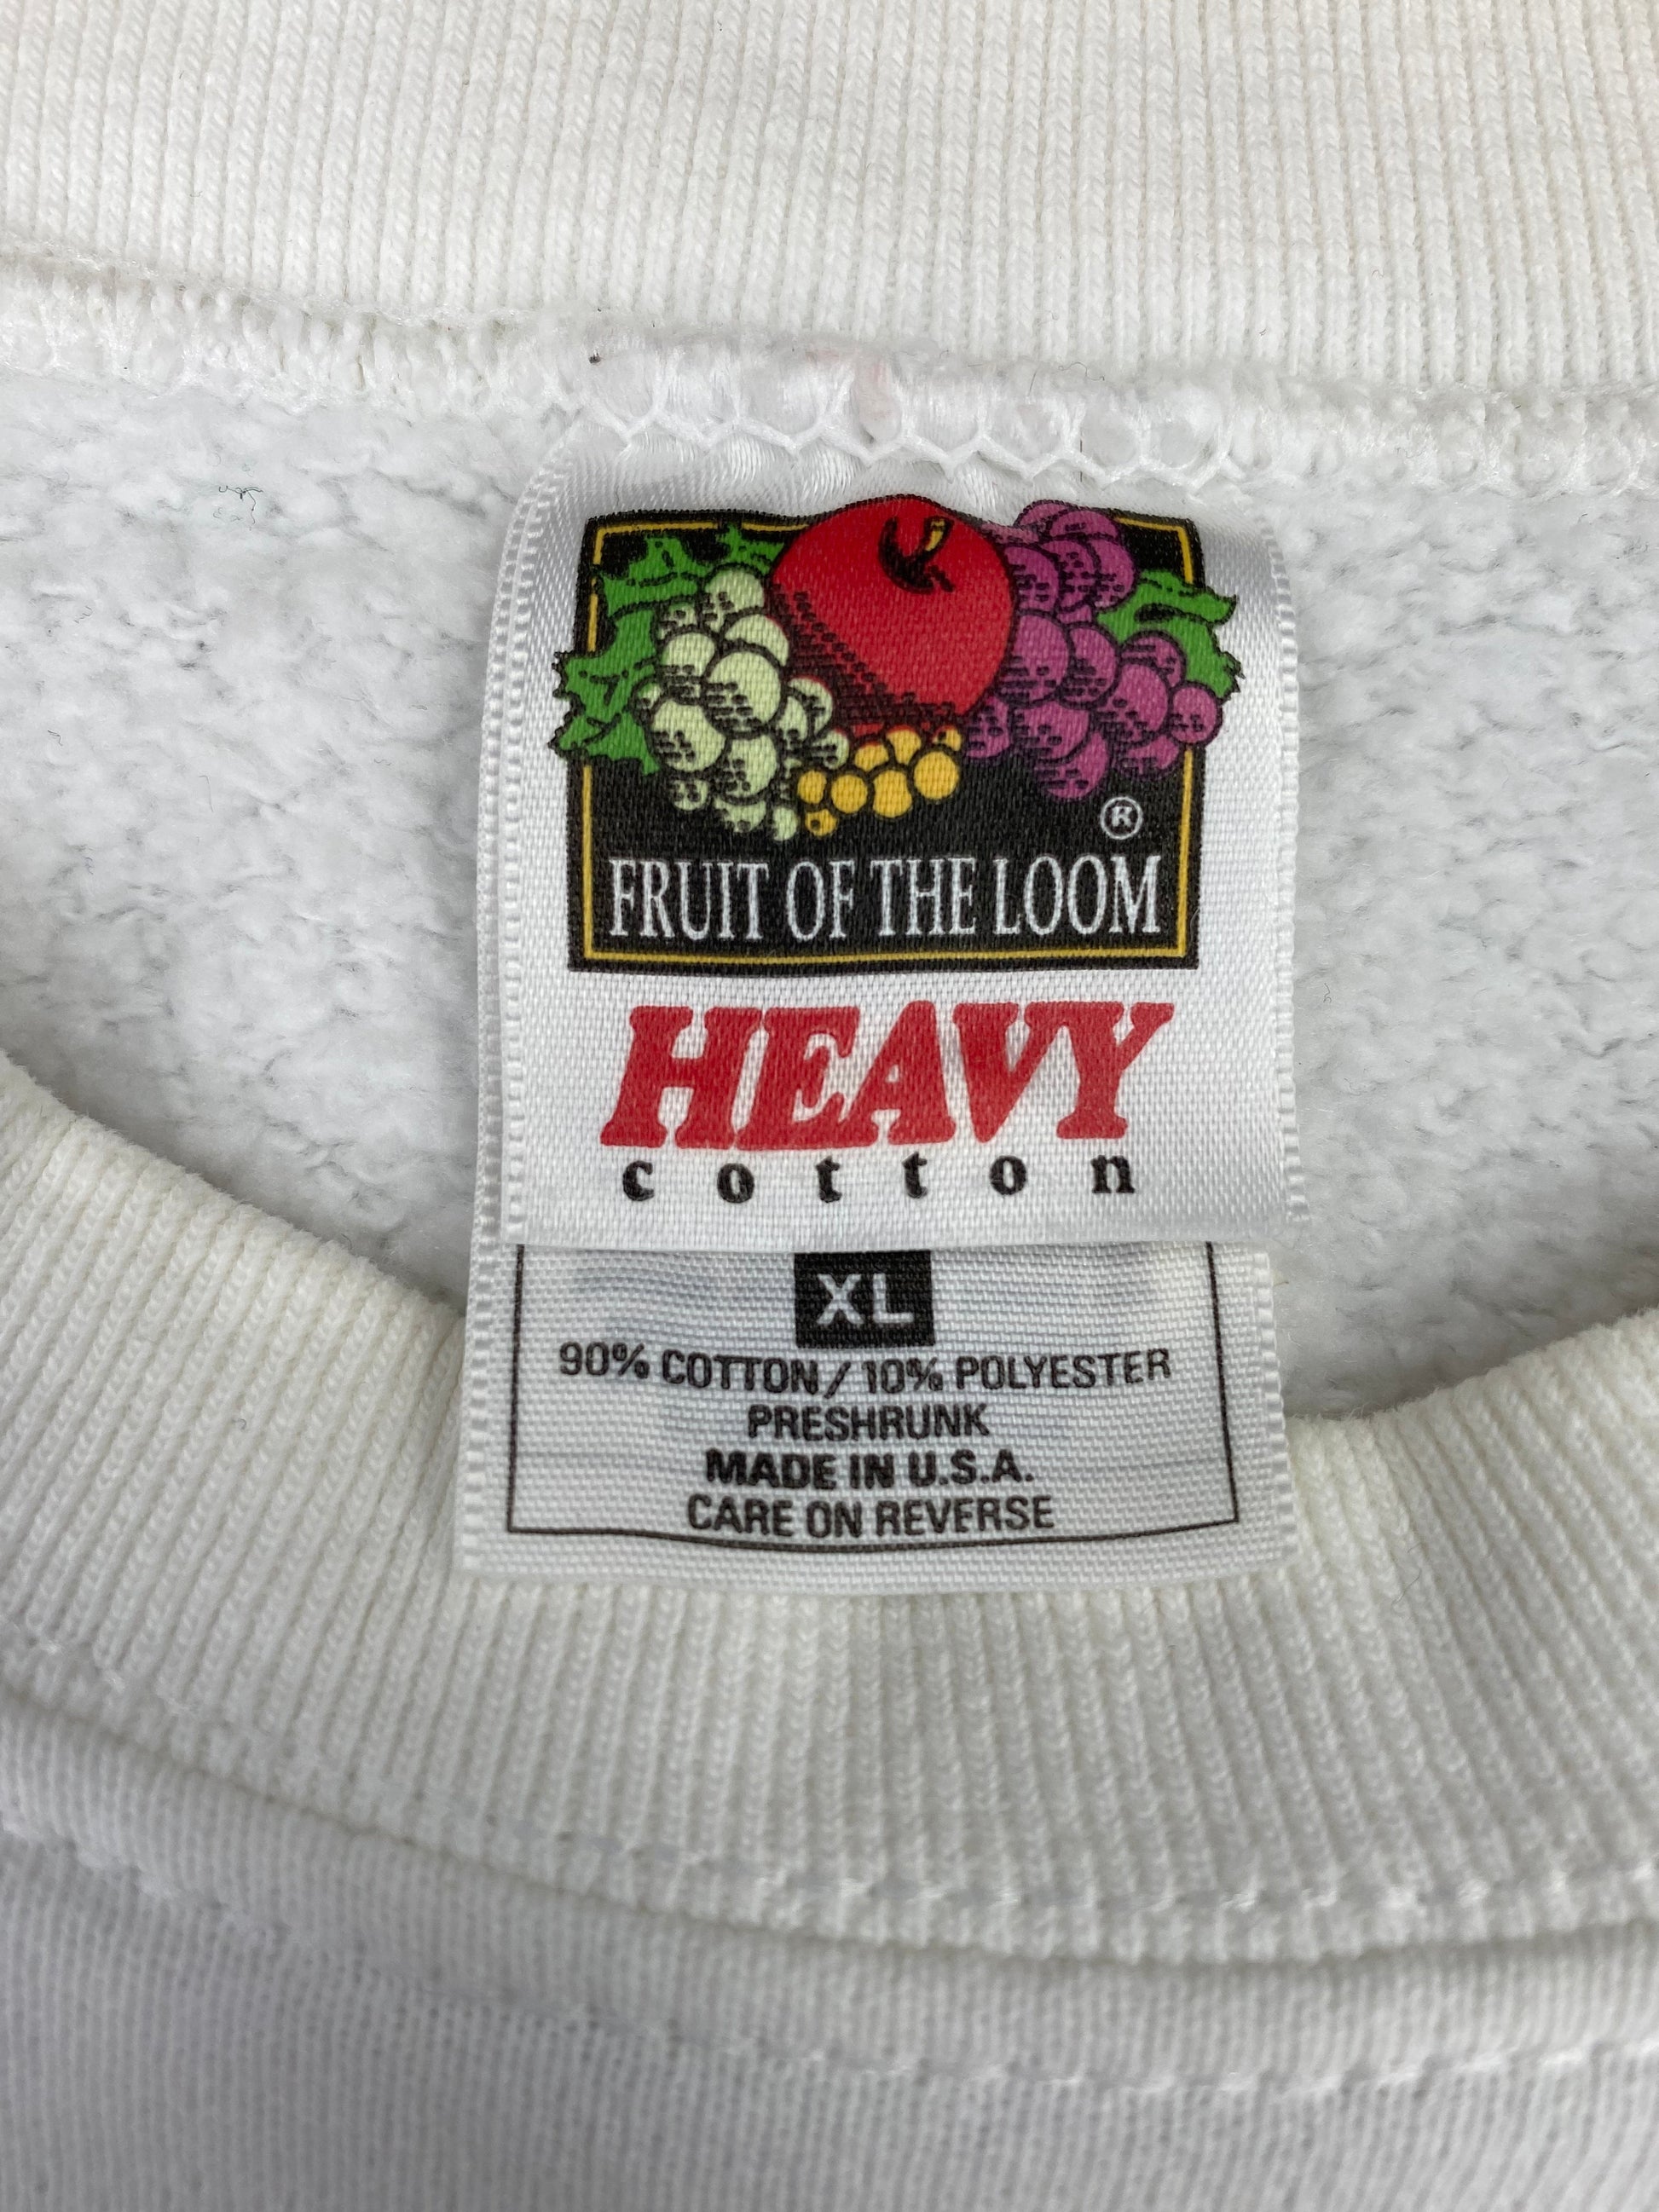 ®
FRUIT OF THE LOOM
HEAVY
cotton
XL
90% COTTON / 10% POLYESTER
PRESHRUNK
MADE IN U.S.A.
CARE ON REVERSE